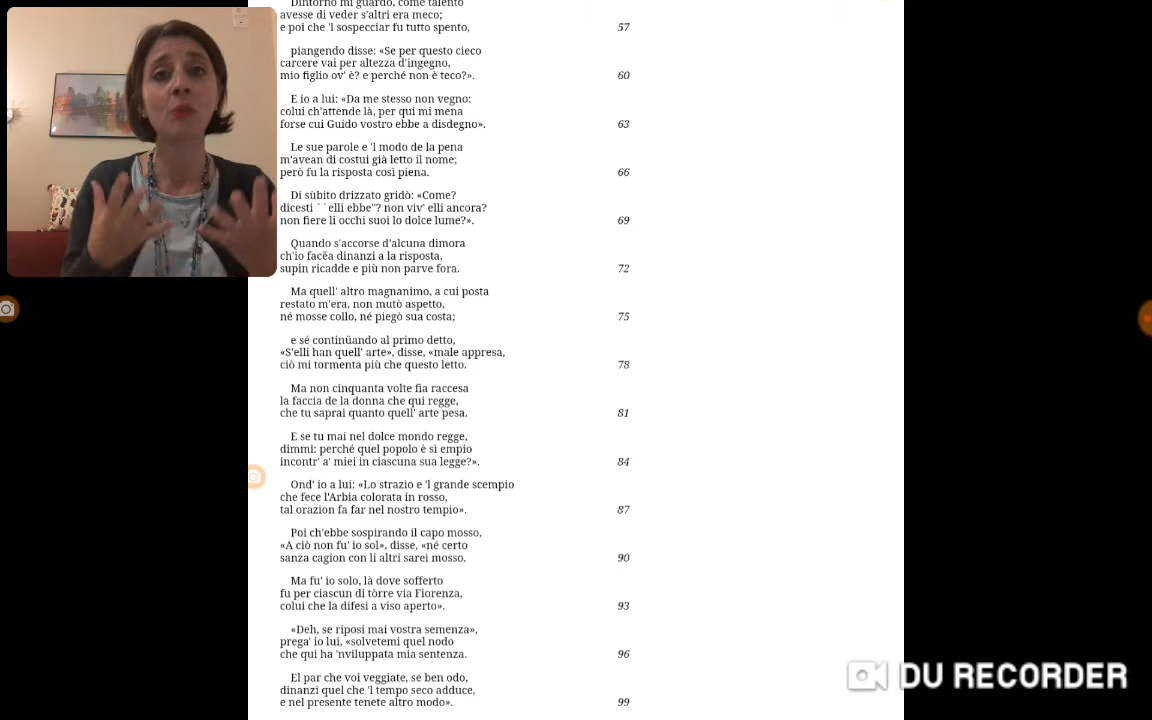 Dintorno mi guardò, come talento
avesse di veder s'altri era meco;
e poi che 'l sospecciar fu tutto spento,
57
piangendo disse: «Se per questo cieco
carcere vai per altezza d'ingegno,
mio figlio ov' è? e perché non è teco?».
60
E io a lui: «Da me stesso non vegno:
colui ch'attende là, per qui mi mena
forse cui Guido vostro ebbe a disdegno».
63
Le sue parole e 'l modo de la pena
m'avean di costui già letto il nome;
però fu la risposta così piena.
66
Di sùbito drizzato gridò: «Come?
dicesti ``elli ebbe"? non viv' elli ancora?
non fiere li occhi suoi lo dolce lume?».
69
Quando s'accorse d'alcuna dimora
ch'io facëa dinanzi a la risposta,
supin ricadde e più non parve fora.
72
Ma quell' altro magnanimo, a cui posta
restato m'era, non mutò aspetto,
né mosse collo, né piegò sua costa;
75
e sé continüando al primo detto,
«S'elli han quell' arte», disse, «male appresa,
ciò mi tormenta più che questo letto.
78
Ma non cinquanta volte fia raccesa
la faccia de la donna che qui regge,
che tu saprai quanto quell' arte pesa.
81
E se tu mai nel dolce mondo regge,
dimmi: perché quel popolo è sì empio
incontr' a' miei in ciascuna sua legge?».
84
Ond' io a lui: «Lo strazio e 'l grande scempio
che fece l'Arbia colorata in rosso,
tal orazion fa far nel nostro tempio».
87
Poi ch'ebbe sospirando il capo mosso,
«A ciò non fu' io sol», disse, «né certo
sanza cagion con li altri sarei mosso.
90
Ma fu' io solo, là dove sofferto
fu per ciascun di tòrre via Fiorenza,
colui che la difesi a viso aperto».
93
«Deh, se riposi mai vostra semenza»,
prega' io lui, «solvetemi quel nodo
che qui ha 'nviluppata mia sentenza.
96
El par che voi veggiate, se ben odo,
dinanzi quel che 'l tempo seco adduce,
e nel presente tenete altro modo».
99
DU RECORDER